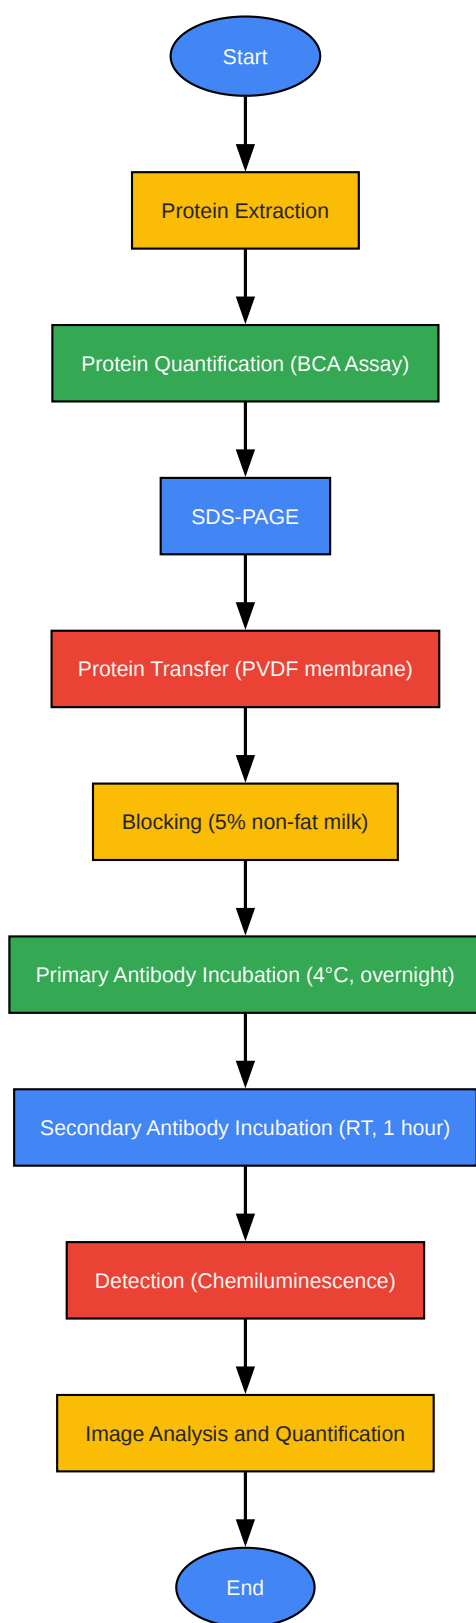 Start
Protein Extraction
Protein Quantification (BCA Assay)
SDS-PAGE
Protein Transfer (PVDF membrane)
Blocking (5% non-fat milk)
Primary Antibody Incubation (4°C, overnight)
Secondary Antibody Incubation (RT, 1 hour)
Detection (Chemiluminescence)
Image Analysis and Quantification
End